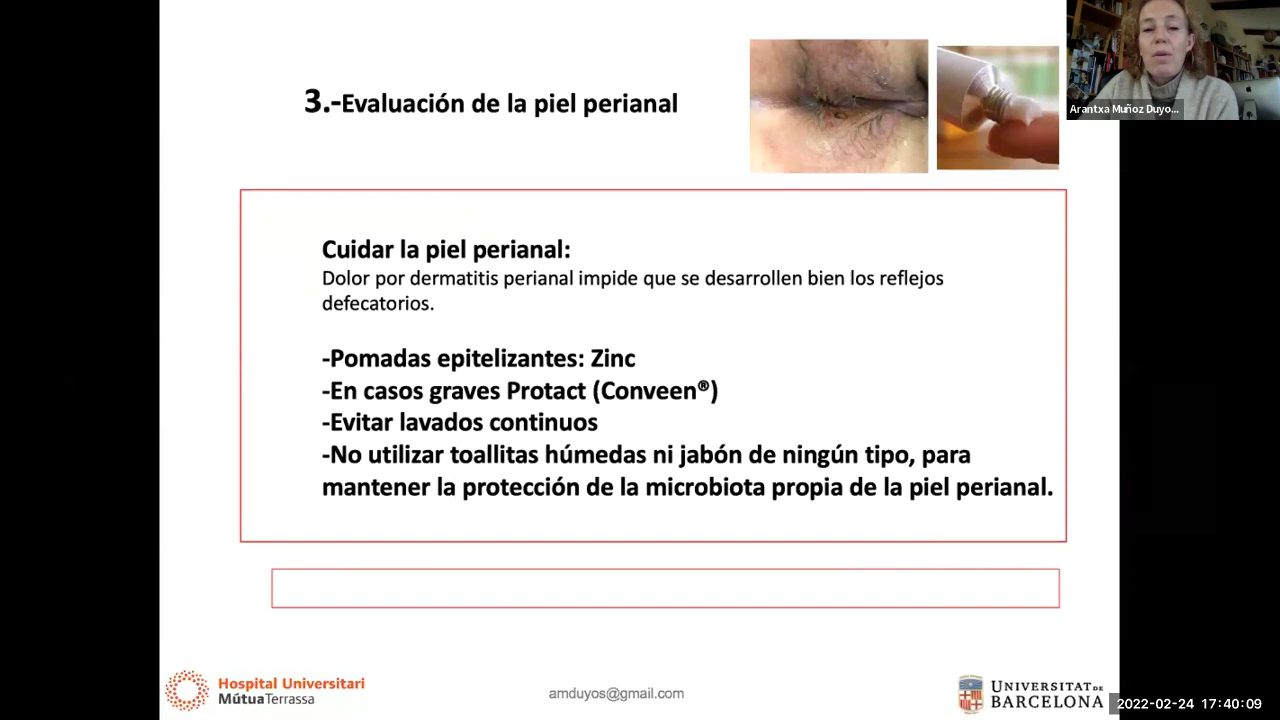 3.-Evaluación de la piel perianal
Arantxa Muñoz Duyo...
Cuidar la piel perianal:
Dolor por dermatitis perianal impide que se desarrollen bien los reflejos
defecatorios.
-Pomadas epitelizantes: Zinc
-En casos graves Protact (Conveen®)
-Evitar lavados continuos
-No utilizar toallitas húmedas ni jabón de ningún tipo, para
mantener la protección de la microbiota propia de la piel perianal.
Hospital Universitari
MútuaTerrassa
amduyos@gmail.com
UNIVERSITAT DE
BARCELONA
2022-02-24 17:40:09